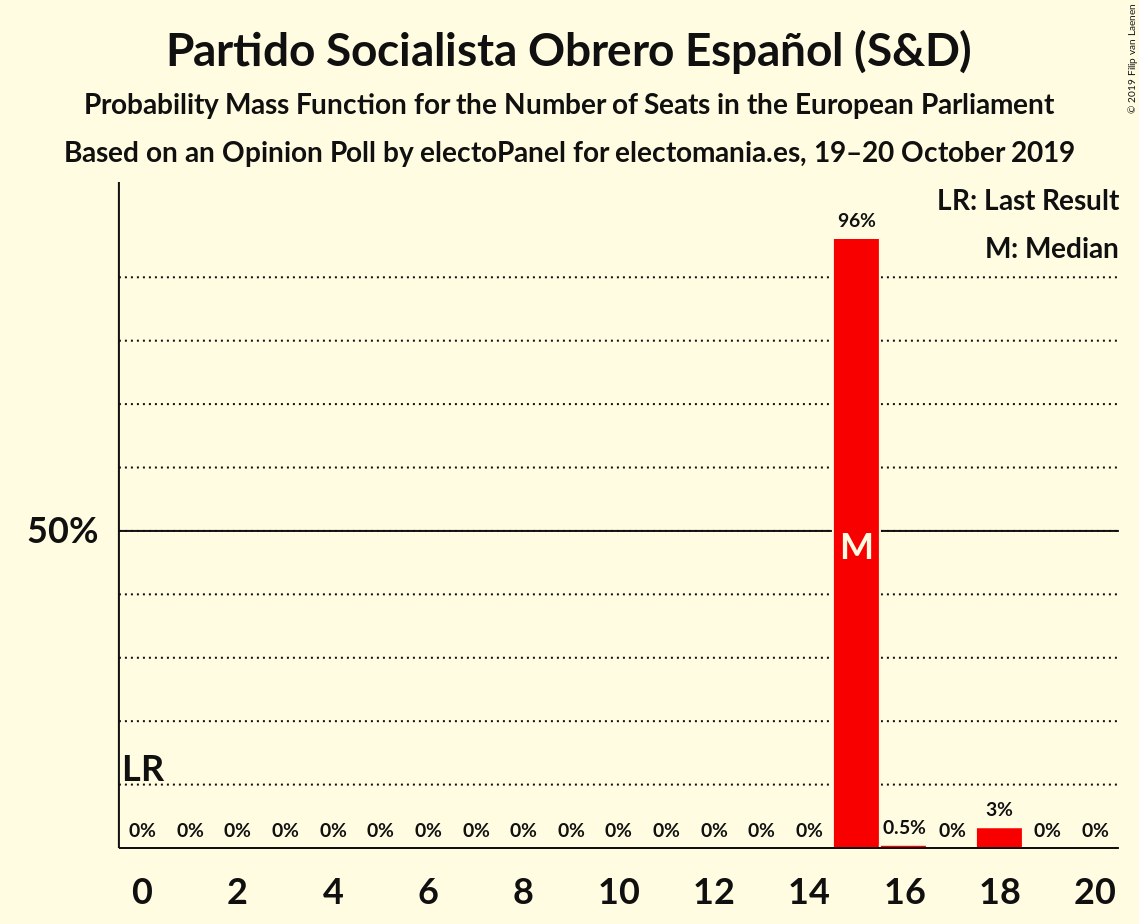 Partido Socialista Obrero Español (S&D)
Probability Mass Function for the Number of Seats in the European Parliament
Based on an Opinion Poll by electoPanel for electomania.es, 19–20 October 2019
© 2019 Filip van Laenen
LR: Last Result
M: Median
96%
50%
M
LR
0% 0% 0% 0% 0% 0% 0% 0% 0% 0% 0% 0% 0% 0% 0% 0.5% 0% 3% 0% 0%
0 2 4 6 8 10 12 14 16 18 20